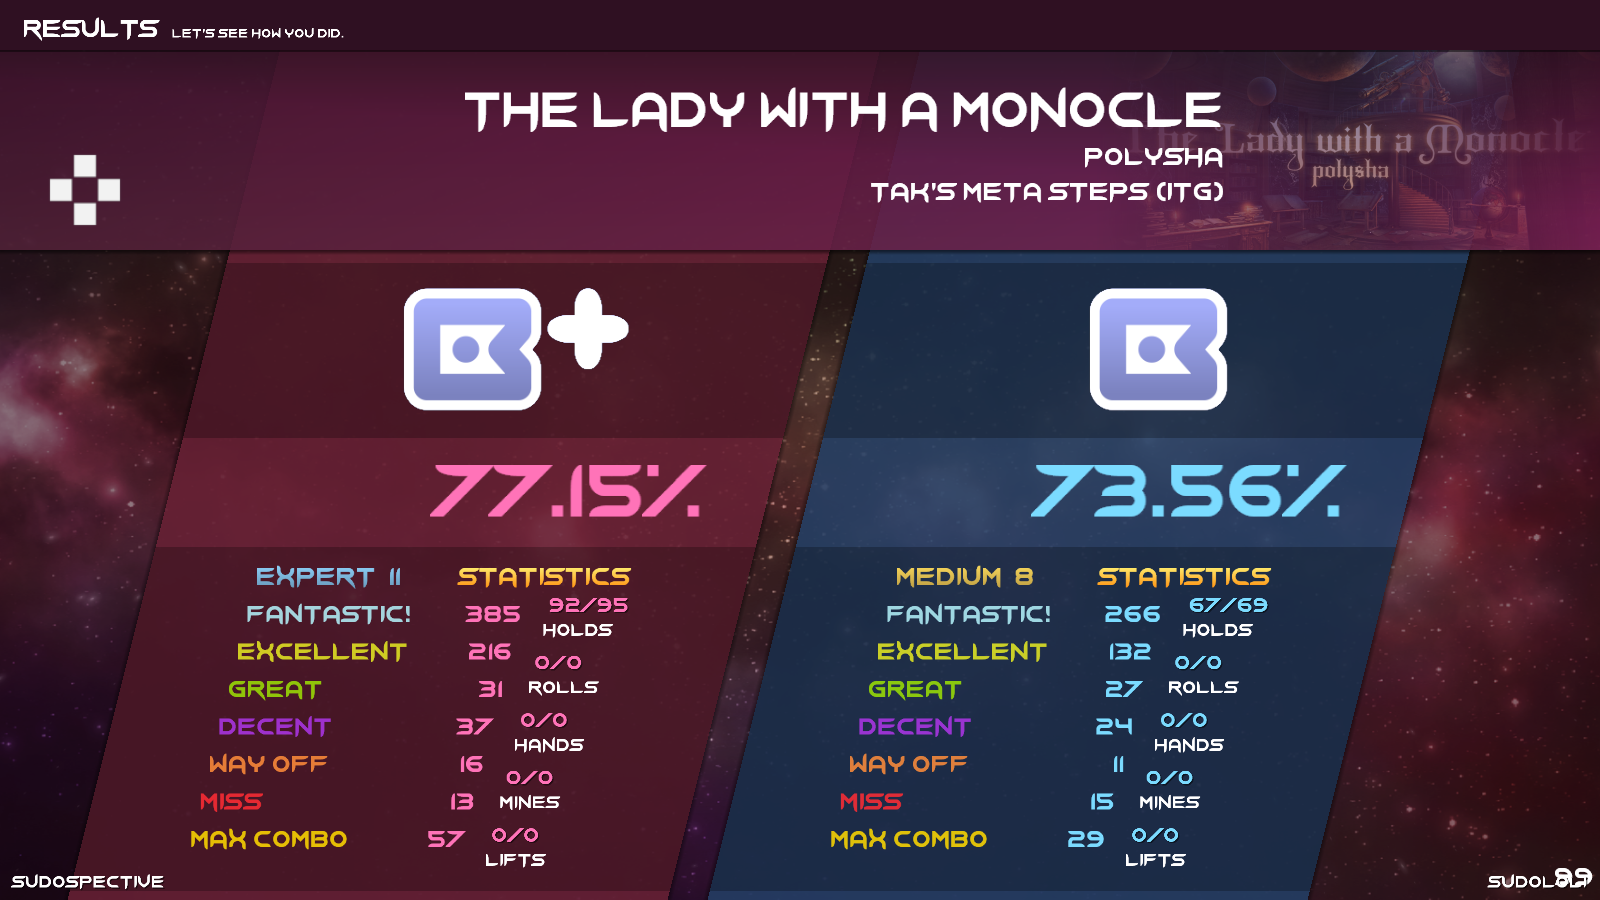 RESULTS LET'S SEE HOW YOU DID.
THE LADY WITH A MONOCLE
POLYSHA
TAK'S META STEPS (ITG)
The Lady with a Monocle
polysha
B+
B
77.15%
73.56%
EXPERT 11 STATISTICS
FANTASTIC! 385 92/95 HOLDS
EXCELLENT 216 0/0 ROLLS
GREAT 31
DECENT 37 0/0 HANDS
WAY OFF 16 0/0 MINES
MISS 13
MAX COMBO 57 0/0 LIFTS
MEDIUM 8 STATISTICS
FANTASTIC! 266 67/69 HOLDS
EXCELLENT 132 0/0 ROLLS
GREAT 27
DECENT 24 0/0 HANDS
WAY OFF 11 0/0 MINES
MISS 15
MAX COMBO 29 0/0 LIFTS
SUDOSPECTIVE
89